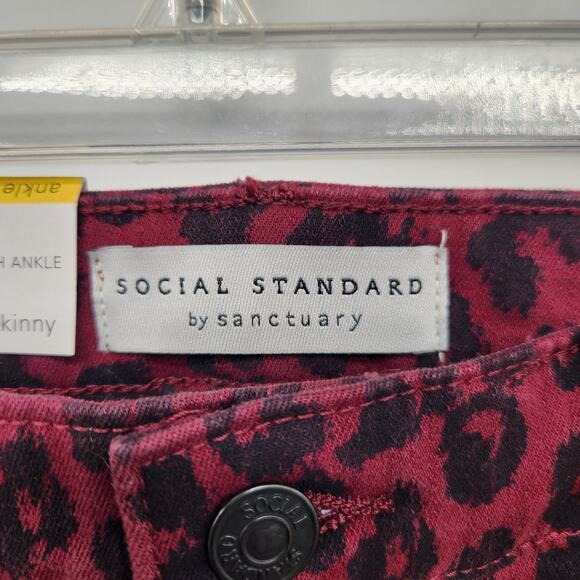 ankle
H ANKLE
kinny
SOCIAL STANDARD
by sanctuary
SOCIAL
STANDARD